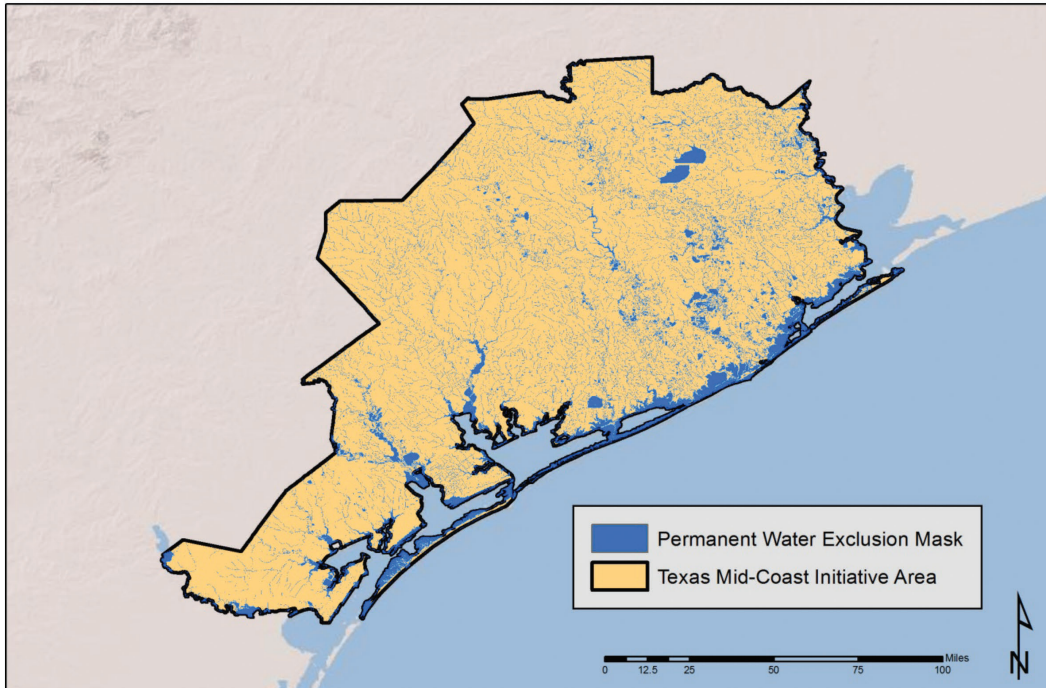 Permanent Water Exclusion Mask
Texas Mid-Coast Initiative Area
Miles
0 12.5 25 50 75 100
N